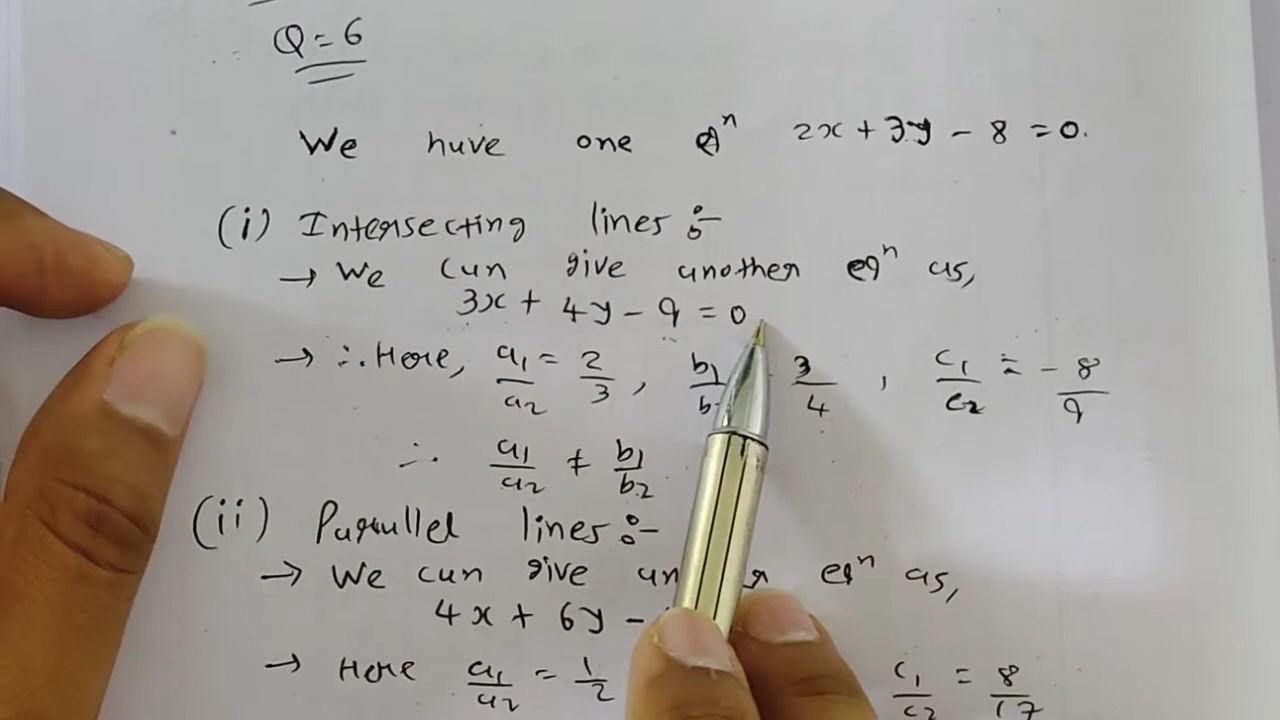 Q = 6
We have one eqⁿ 2x + 3y - 8 = 0.
(i) Intersecting lines :-
→ We can give another eqⁿ as,
3x + 4y - 9 = 0
→ ∴ Here, a₁/a₂ = 2/3, b₁/b 3/4, c₁/c₂ = -8/9
∴ a₁/a₂ ≠ b₁/b₂
(ii) Parallel lines :-
→ We can give eqⁿ as,
4x + 6y -
→ Here a₁/a₂ = 1/2 c₁/c₂ = 8/17